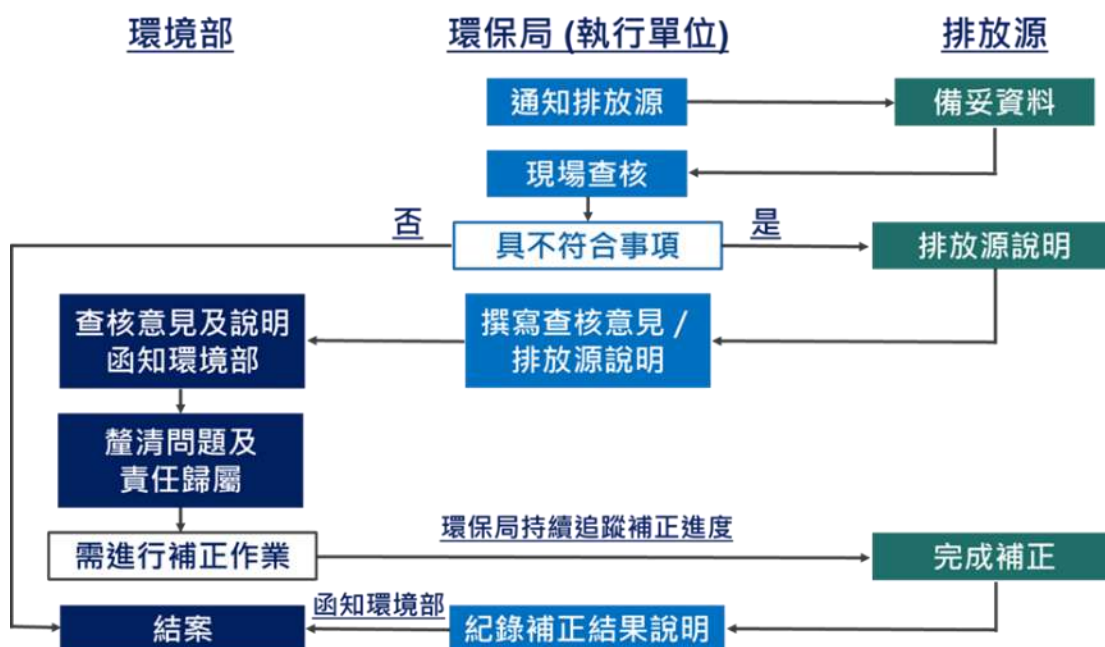 環境部
環保局 (執行單位)
排放源
通知排放源
備妥資料
現場查核
否
具不符合事項
是
排放源說明
查核意見及說明
函知環境部
撰寫查核意見 /
排放源說明
釐清問題及
責任歸屬
需進行補正作業
環保局持續追蹤補正進度
完成補正
結案
函知環境部
紀錄補正結果說明